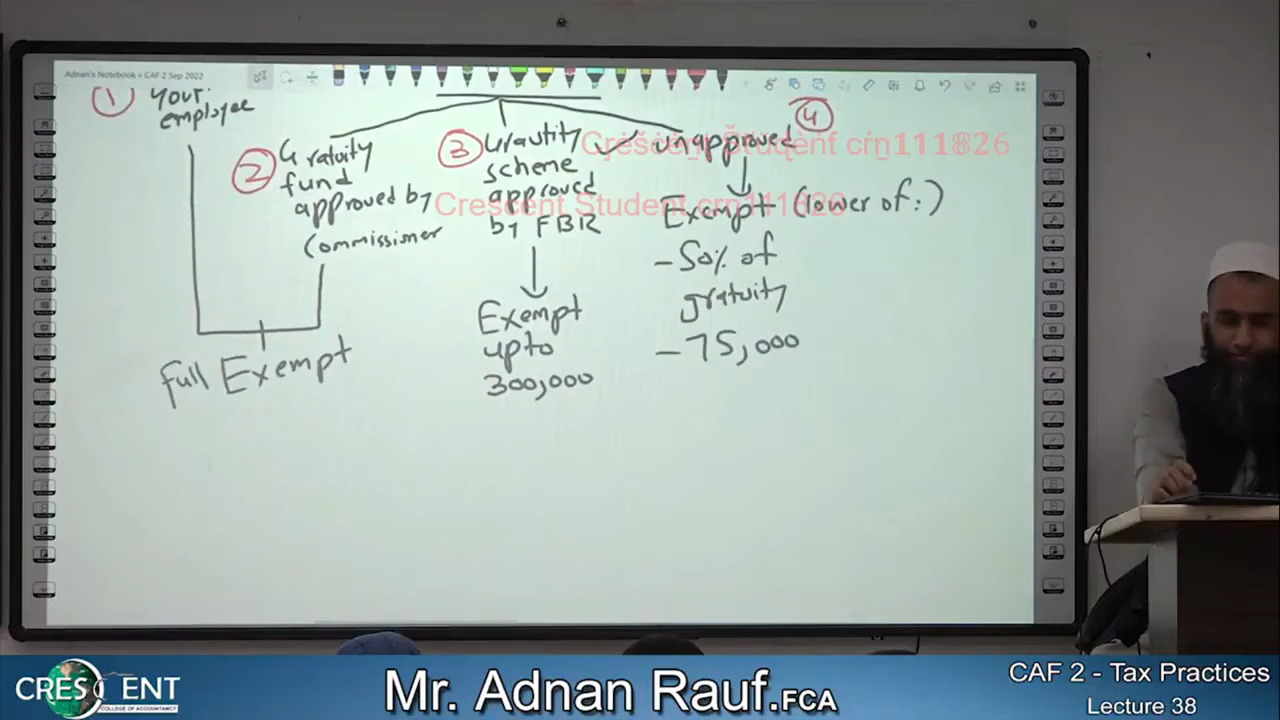 Adnan's Notebook » CAF 2 Sep 2022
1 Your.
employee
2 Gratuity
fund
approved by
Commissioner
Full Exempt
3 Grautity
scheme
approved
by FBR
Exempt
upto
300,000
4
unapproved
Exempt (lower of:)
- 50% of
gratuity
- 75,000
Crescent Student crn111826
Crescent Student crn111826
CRESCENT
COLLEGE OF ACCOUNTANCY
Mr. Adnan Rauf.FCA
CAF 2 - Tax Practices
Lecture 38